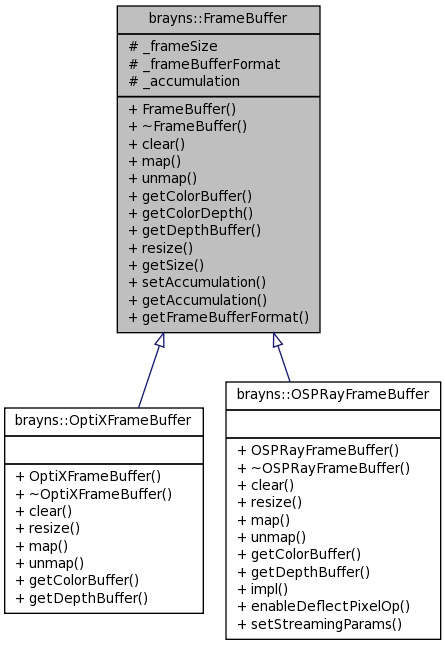 brayns::FrameBuffer
# _frameSize
# _frameBufferFormat
# _accumulation
+ FrameBuffer()
+ ~FrameBuffer()
+ clear()
+ map()
+ unmap()
+ getColorBuffer()
+ getColorDepth()
+ getDepthBuffer()
+ resize()
+ getSize()
+ setAccumulation()
+ getAccumulation()
+ getFrameBufferFormat()
brayns::OptiXFrameBuffer
+ OptiXFrameBuffer()
+ ~OptiXFrameBuffer()
+ clear()
+ resize()
+ map()
+ unmap()
+ getColorBuffer()
+ getDepthBuffer()
brayns::OSPRayFrameBuffer
+ OSPRayFrameBuffer()
+ ~OSPRayFrameBuffer()
+ clear()
+ resize()
+ map()
+ unmap()
+ getColorBuffer()
+ getDepthBuffer()
+ impl()
+ enableDeflectPixelOp()
+ setStreamingParams()